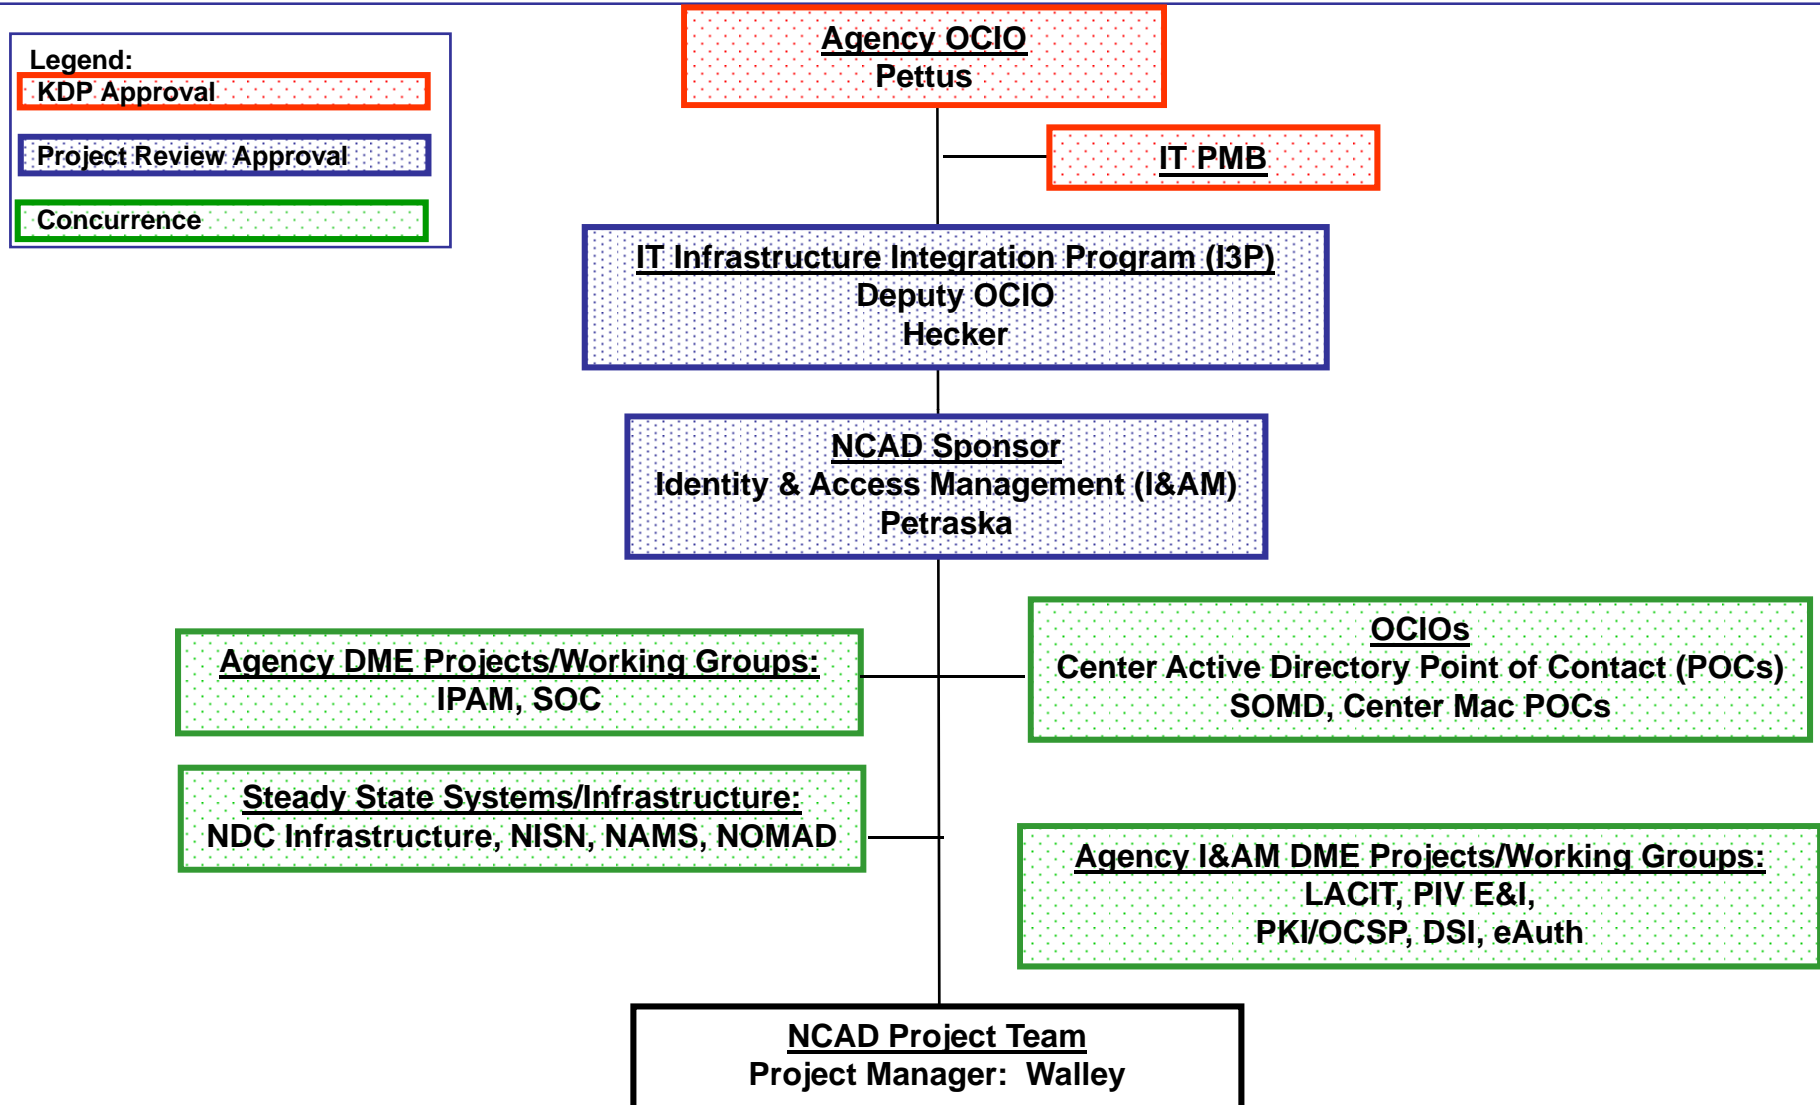 Legend:
KDP Approval
Project Review Approval
Concurrence
Agency OCIO
Pettus
IT PMB
IT Infrastructure Integration Program (I3P)
Deputy OCIO
Hecker
NCAD Sponsor
Identity & Access Management (I&AM)
Petraska
Agency DME Projects/Working Groups:
IPAM, SOC
OCIOs
Center Active Directory Point of Contact (POCs)
SOMD, Center Mac POCs
Steady State Systems/Infrastructure:
NDC Infrastructure, NISN, NAMS, NOMAD
Agency I&AM DME Projects/Working Groups:
LACIT, PIV E&I,
PKI/OCSP, DSI, eAuth
NCAD Project Team
Project Manager:  Walley